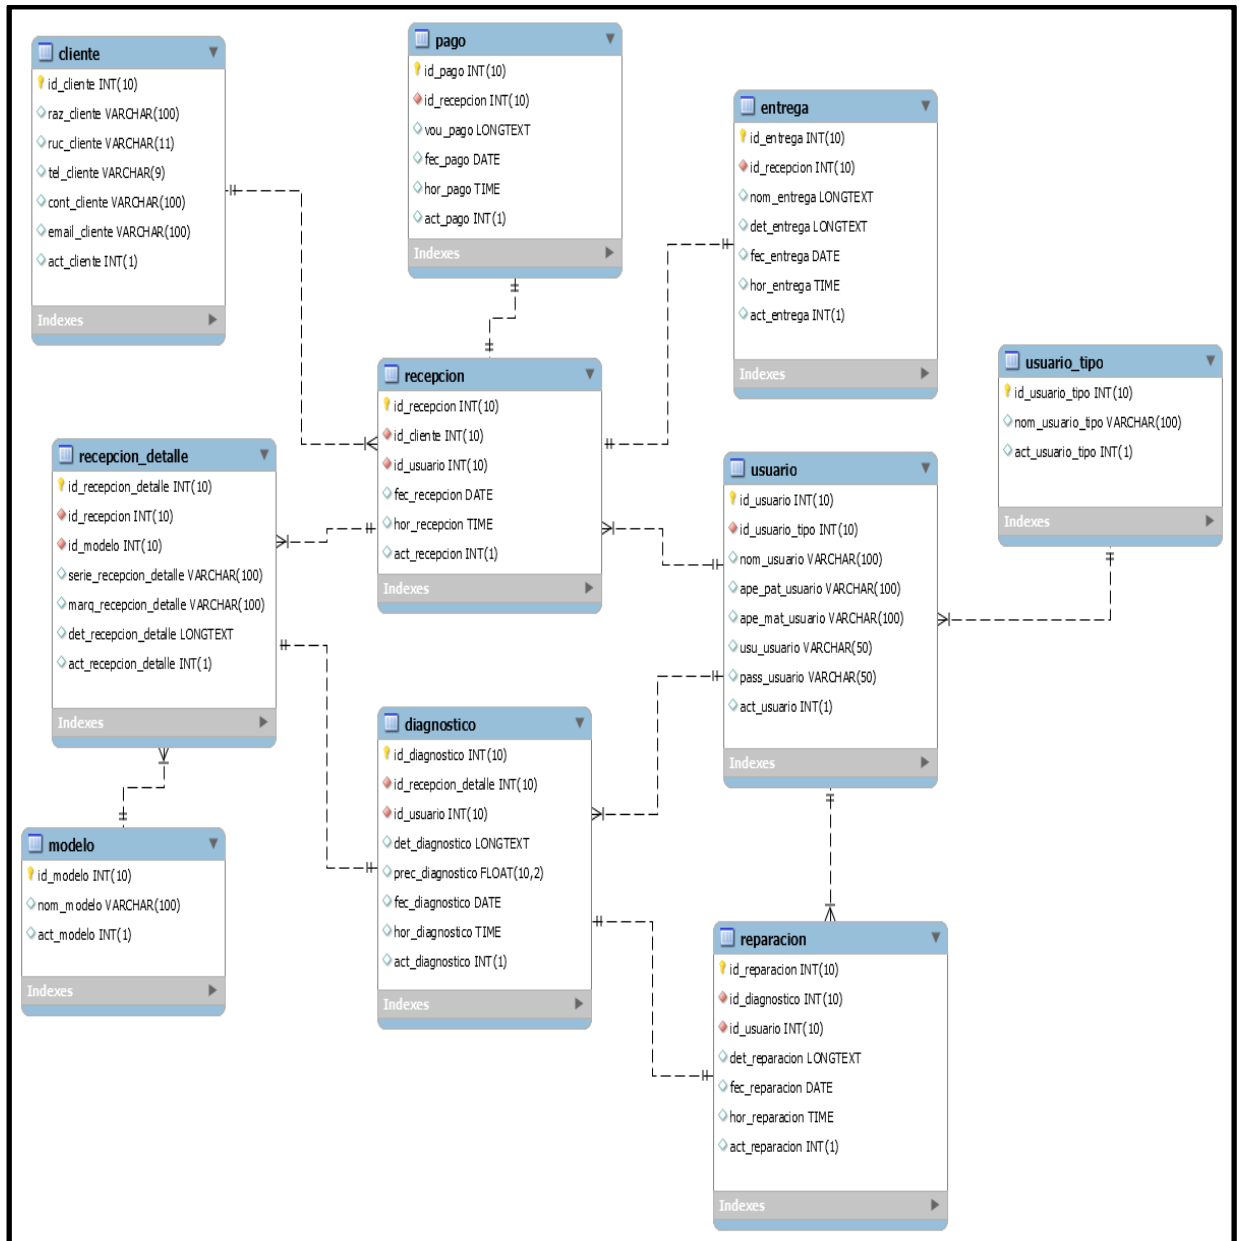 cliente
id_cliente INT(10)
raz_cliente VARCHAR(100)
ruc_cliente VARCHAR(11)
tel_cliente VARCHAR(9)
cont_cliente VARCHAR(100)
email_cliente VARCHAR(100)
act_cliente INT(1)
Indexes
pago
id_pago INT(10)
id_recepcion INT(10)
vou_pago LONGTEXT
fec_pago DATE
hor_pago TIME
act_pago INT(1)
Indexes
entrega
id_entrega INT(10)
id_recepcion INT(10)
nom_entrega LONGTEXT
det_entrega LONGTEXT
fec_entrega DATE
hor_entrega TIME
act_entrega INT(1)
Indexes
usuario_tipo
id_usuario_tipo INT(10)
nom_usuario_tipo VARCHAR(100)
act_usuario_tipo INT(1)
Indexes
recepcion
id_recepcion INT(10)
id_cliente INT(10)
id_usuario INT(10)
fec_recepcion DATE
hor_recepcion TIME
act_recepcion INT(1)
Indexes
recepcion_detalle
id_recepcion_detalle INT(10)
id_recepcion INT(10)
id_modelo INT(10)
serie_recepcion_detalle VARCHAR(100)
marq_recepcion_detalle VARCHAR(100)
det_recepcion_detalle LONGTEXT
act_recepcion_detalle INT(1)
Indexes
usuario
id_usuario INT(10)
id_usuario_tipo INT(10)
nom_usuario VARCHAR(100)
ape_pat_usuario VARCHAR(100)
ape_mat_usuario VARCHAR(100)
usu_usuario VARCHAR(50)
pass_usuario VARCHAR(50)
act_usuario INT(1)
Indexes
diagnostico
id_diagnostico INT(10)
id_recepcion_detalle INT(10)
id_usuario INT(10)
det_diagnostico LONGTEXT
prec_diagnostico FLOAT(10,2)
fec_diagnostico DATE
hor_diagnostico TIME
act_diagnostico INT(1)
Indexes
modelo
id_modelo INT(10)
nom_modelo VARCHAR(100)
act_modelo INT(1)
Indexes
reparacion
id_reparacion INT(10)
id_diagnostico INT(10)
id_usuario INT(10)
det_reparacion LONGTEXT
fec_reparacion DATE
hor_reparacion TIME
act_reparacion INT(1)
Indexes